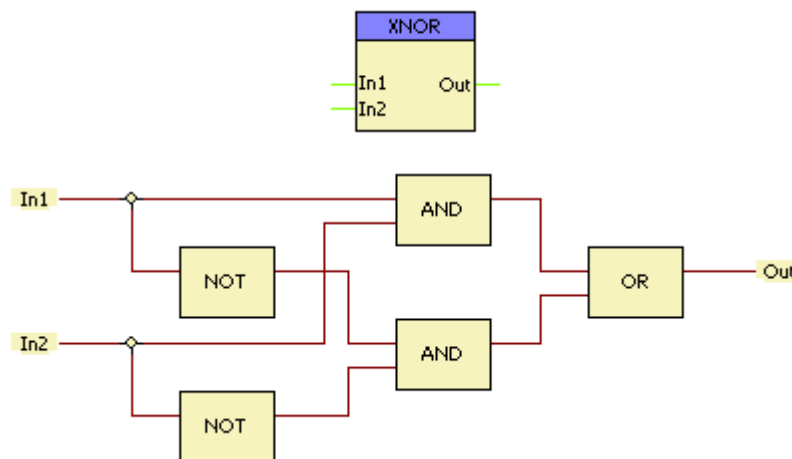 XNOR
In1 Out
In2
In1
AND
NOT
OR
Out
In2
AND
NOT